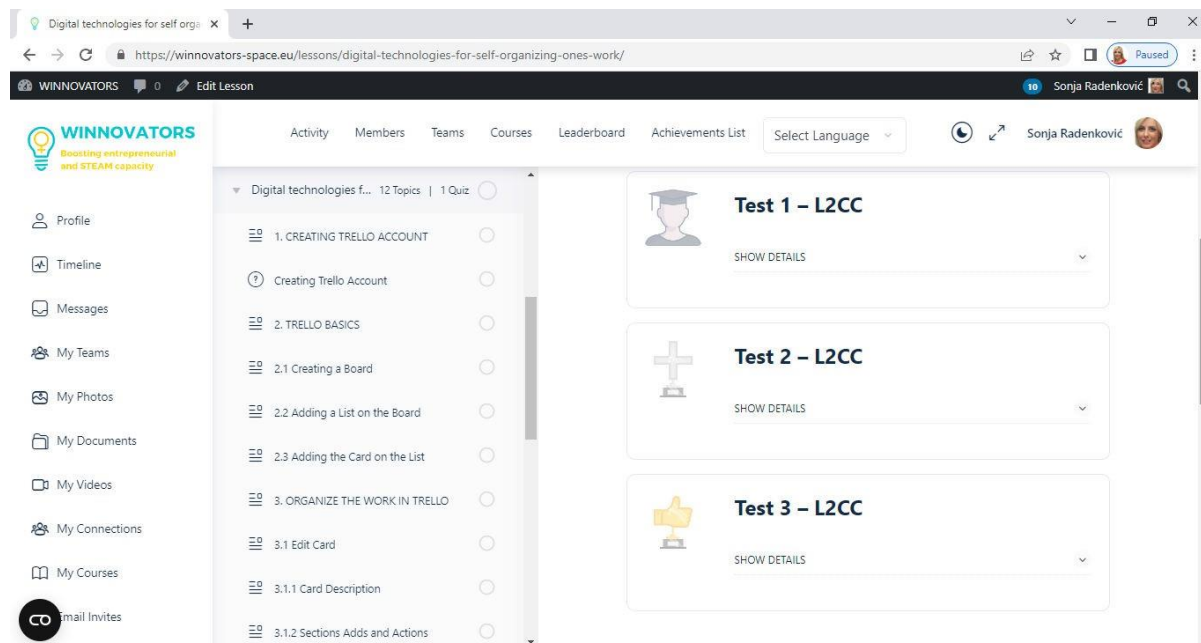 Digital technologies for self orga
https://winnovators-space.eu/lessons/digital-technologies-for-self-organizing-ones-work/
Paused
WINNOVATORS 0 Edit Lesson
10 Sonja Radenković
WINNOVATORS
Boosting entrepreneurial
and STEAM capacity
Activity Members Teams Courses Leaderboard Achievements List Select Language Sonja Radenković
Profile
Timeline
Messages
My Teams
My Photos
My Documents
My Videos
My Connections
My Courses
Email Invites
Digital technologies f... 12 Topics | 1 Quiz
1. CREATING TRELLO ACCOUNT
Creating Trello Account
2. TRELLO BASICS
2.1 Creating a Board
2.2 Adding a List on the Board
2.3 Adding the Card on the List
3. ORGANIZE THE WORK IN TRELLO
3.1 Edit Card
3.1.1 Card Description
3.1.2 Sections Adds and Actions
Test 1 – L2CC
SHOW DETAILS
Test 2 – L2CC
SHOW DETAILS
Test 3 – L2CC
SHOW DETAILS